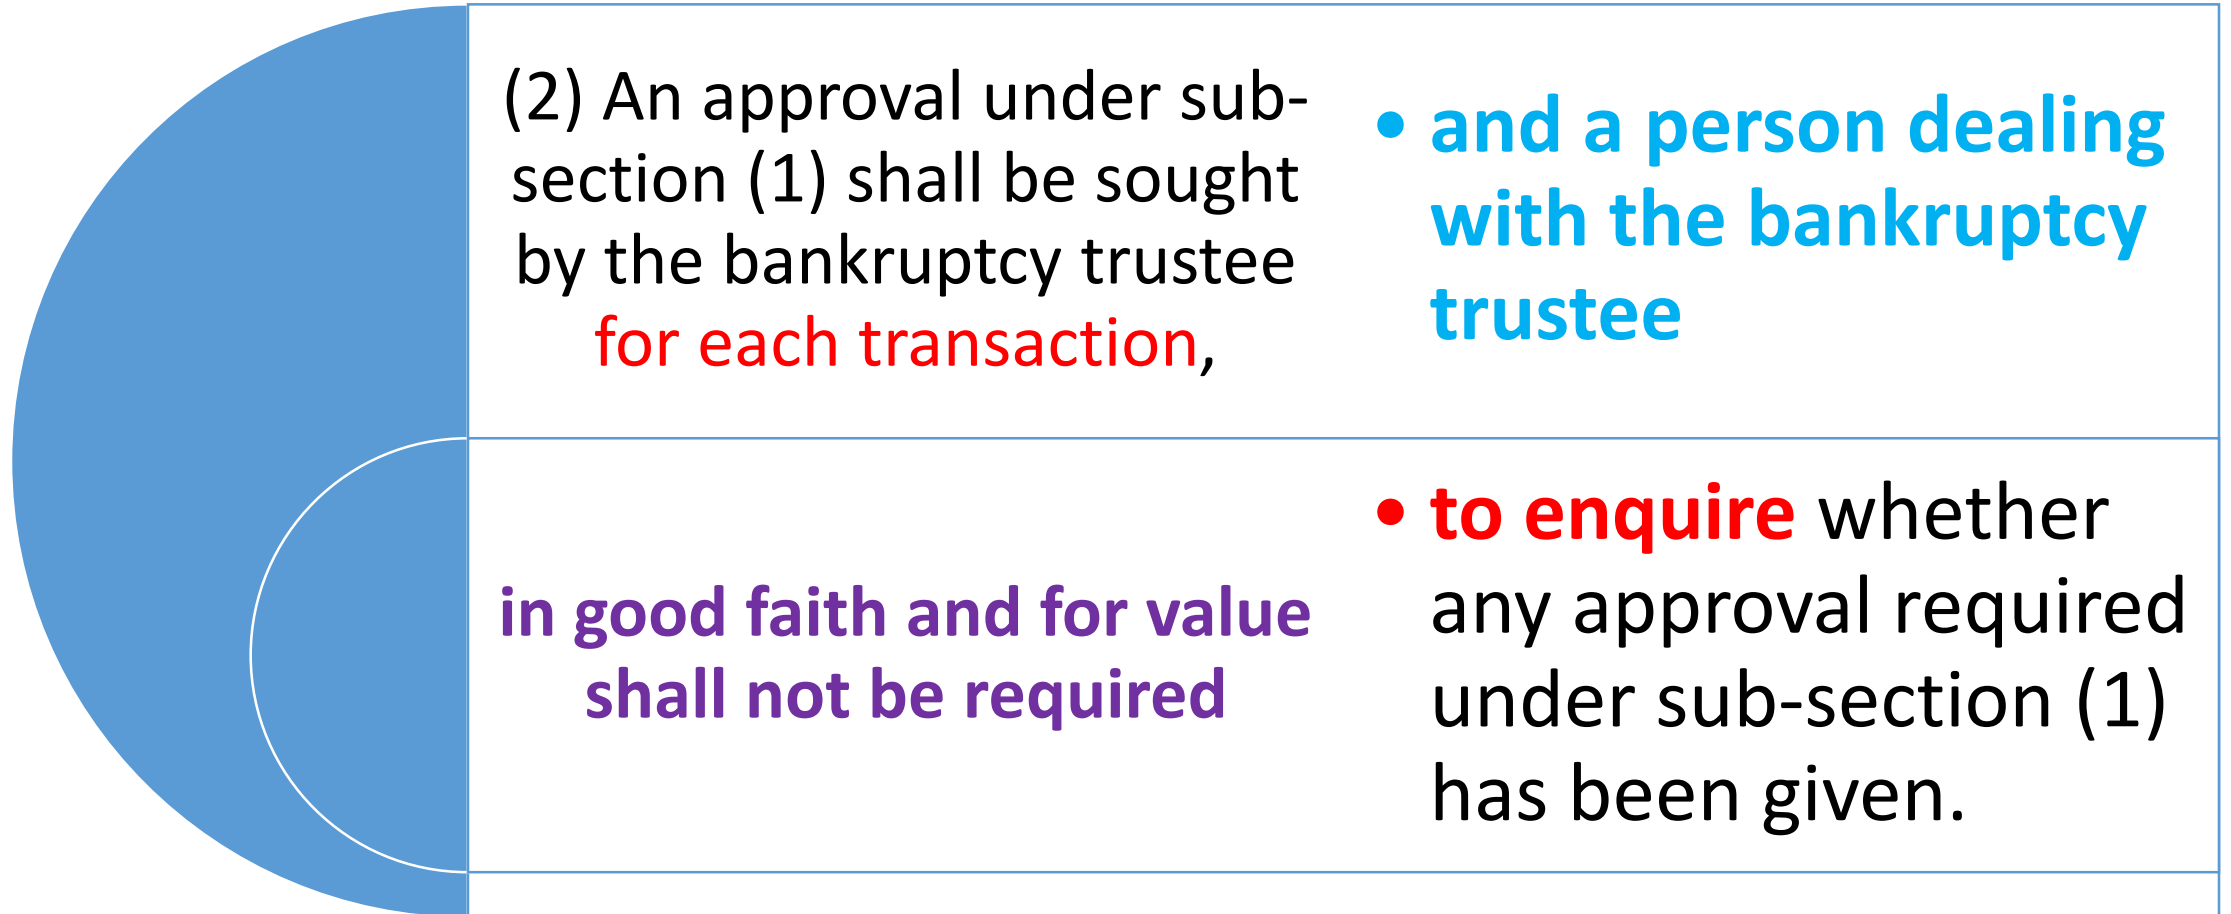 (2) An approval under sub-
section (1) shall be sought
by the bankruptcy trustee
for each transaction,
• and a person dealing
with the bankruptcy
trustee
in good faith and for value
shall not be required
• to enquire whether
any approval required
under sub-section (1)
has been given.